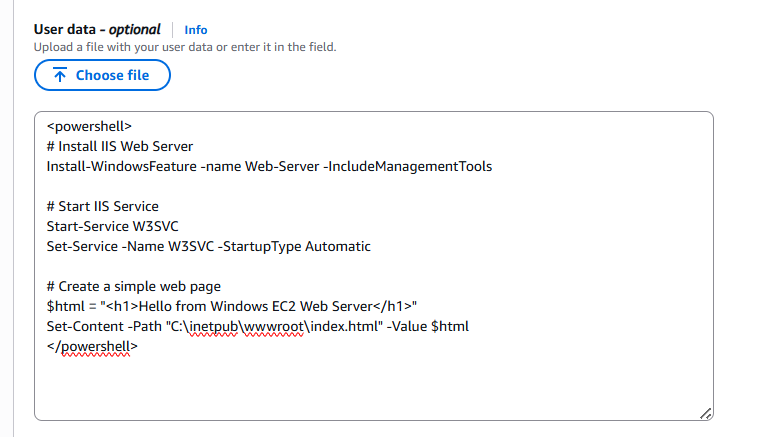 User data - optional Info
Upload a file with your user data or enter it in the field.
Choose file
<powershell>
# Install IIS Web Server
Install-WindowsFeature -name Web-Server -IncludeManagementTools
# Start IIS Service
Start-Service W3SVC
Set-Service -Name W3SVC -StartupType Automatic
# Create a simple web page
$html = "<h1>Hello from Windows EC2 Web Server</h1>"
Set-Content -Path "C:\inetpub\wwwroot\index.html" -Value $html
</powershell>